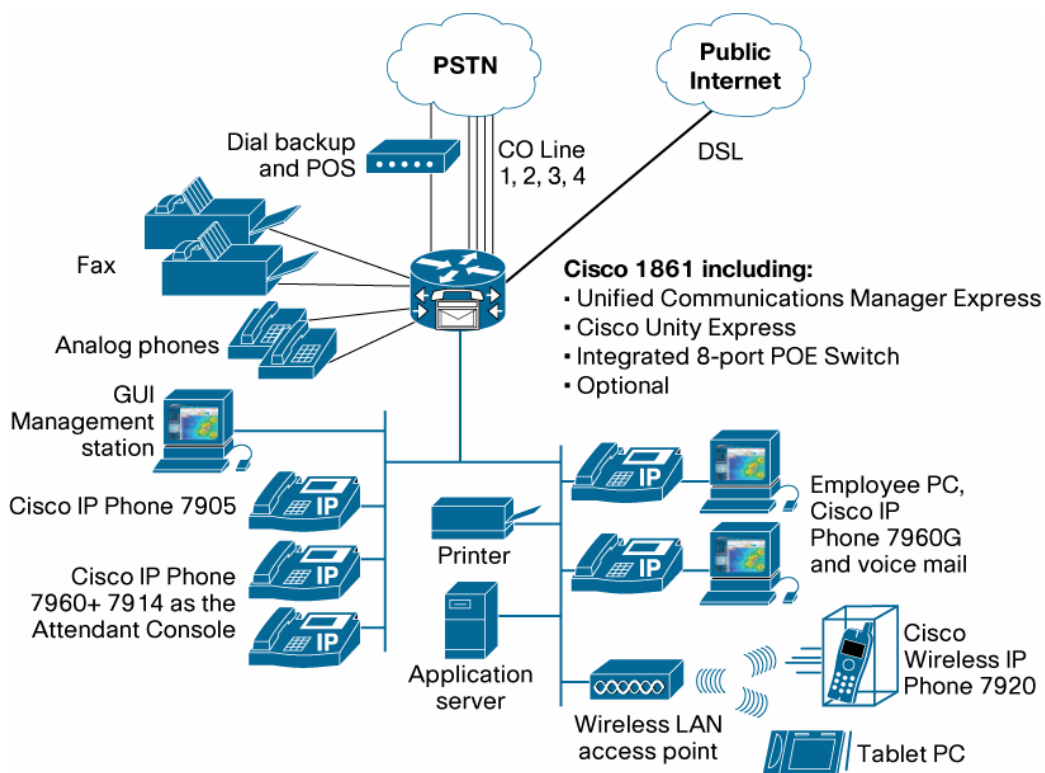 PSTN
Public
Internet
Dial backup
and POS
CO Line
1, 2, 3, 4
DSL
Fax
Cisco 1861 including:
▪ Unified Communications Manager Express
▪ Cisco Unity Express
▪ Integrated 8-port POE Switch
▪ Optional
Analog phones
GUI
Management
station
Cisco IP Phone 7905
IP
Cisco IP Phone
7960+ 7914 as the
Attendant Console
IP
IP
Printer
Application
server
IP
IP
Employee PC,
Cisco IP
Phone 7960G
and voice mail
Wireless LAN
access point
Cisco
Wireless IP
Phone 7920
Tablet PC